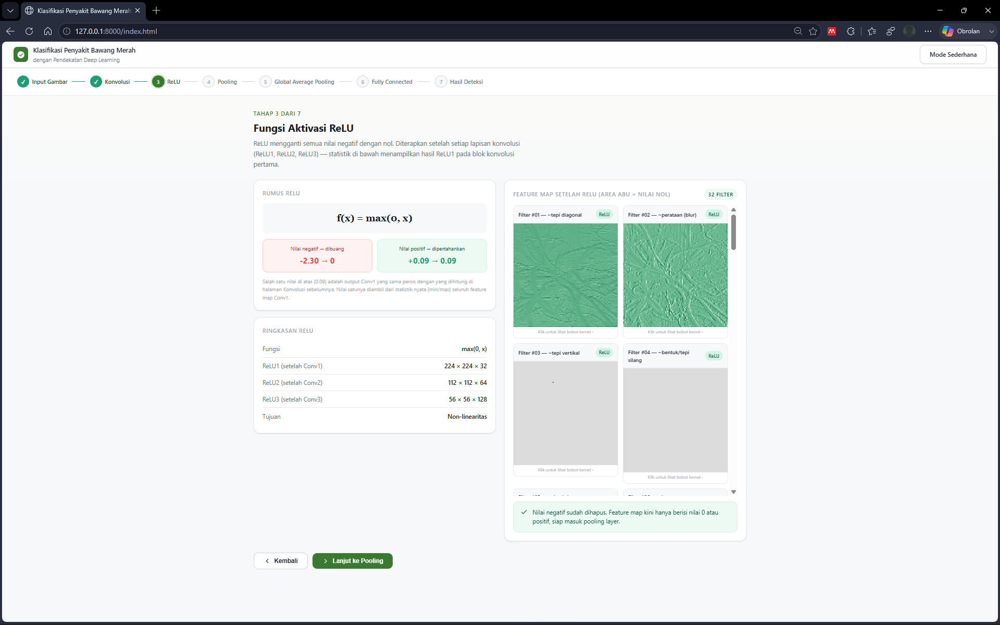 Klasifikasi Penyakit Bawang Merah
127.0.0.1:8000/index.html
Obrolan
Klasifikasi Penyakit Bawang Merah
dengan Pendekatan Deep Learning
Mode Sederhana
Input Gambar
Konvolusi
3 ReLU
4 Pooling
5 Global Average Pooling
6 Fully Connected
7 Hasil Deteksi
TAHAP 3 DARI 7
Fungsi Aktivasi ReLU
ReLU mengganti semua nilai negatif dengan nol. Diterapkan setelah setiap lapisan konvolusi
(ReLU1, ReLU2, ReLU3) — statistik di bawah menampilkan hasil ReLU1 pada blok konvolusi
pertama.
RUMUS RELU
f(x) = max(0, x)
Nilai negatif → dibuang
-2.30 → 0
Nilai positif → dipertahankan
+0.09 → 0.09
Salah satu nilai di atas (0.09) adalah output Conv1 yang sama persis dengan yang dihitung di
halaman Konvolusi sebelumnya. Nilai satunya diambil dari statistik nyata (min/max) seluruh feature
map Conv1.
RINGKASAN RELU
Fungsi max(0, x)
ReLU1 (setelah Conv1) 224 × 224 × 32
ReLU2 (setelah Conv2) 112 × 112 × 64
ReLU3 (setelah Conv3) 56 × 56 × 128
Tujuan Non-linearitas
FEATURE MAP SETELAH RELU (AREA ABU = NILAI NOL)
32 FILTER
Filter #01 — ~tepi diagonal
ReLU
Klik untuk lihat bobot kernel ›
Filter #02 — ~perataan (blur)
ReLU
Klik untuk lihat bobot kernel ›
Filter #03 — ~tepi vertikal
ReLU
Klik untuk lihat bobot kernel ›
Filter #04 — ~bentuk/tepi
silang
ReLU
Klik untuk lihat bobot kernel ›
Nilai negatif sudah dihapus. Feature map kini hanya berisi nilai 0 atau
positif, siap masuk pooling layer.
Kembali
Lanjut ke Pooling